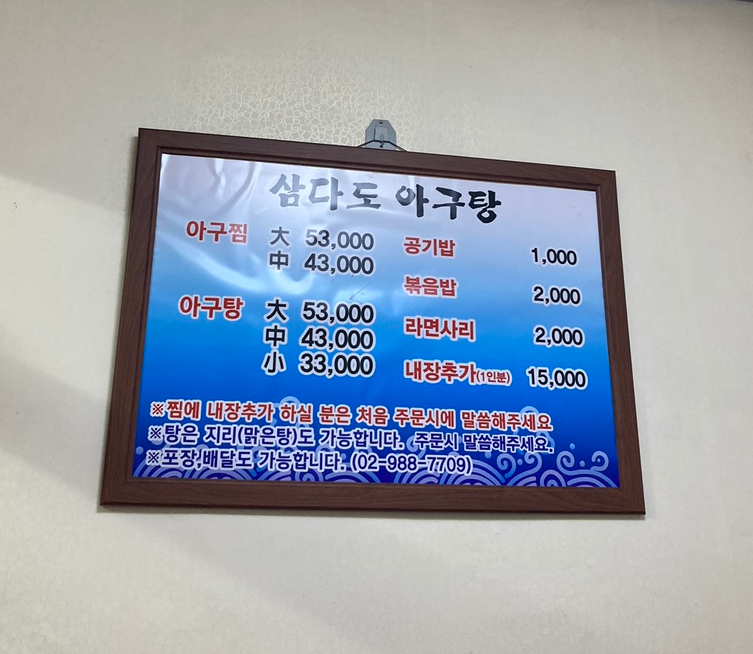 삼다도 아구탕
아구찜 大 53,000
中 43,000
아구탕 大 53,000
中 43,000
小 33,000
공기밥 1,000
볶음밥 2,000
라면사리 2,000
내장추가(1인분) 15,000
※찜에 내장추가 하실 분은 처음 주문시에 말씀해주세요
※탕은 지리(맑은탕)도 가능합니다. 주문시 말씀해주세요.
※포장,배달도 가능합니다. (02-988-7709)